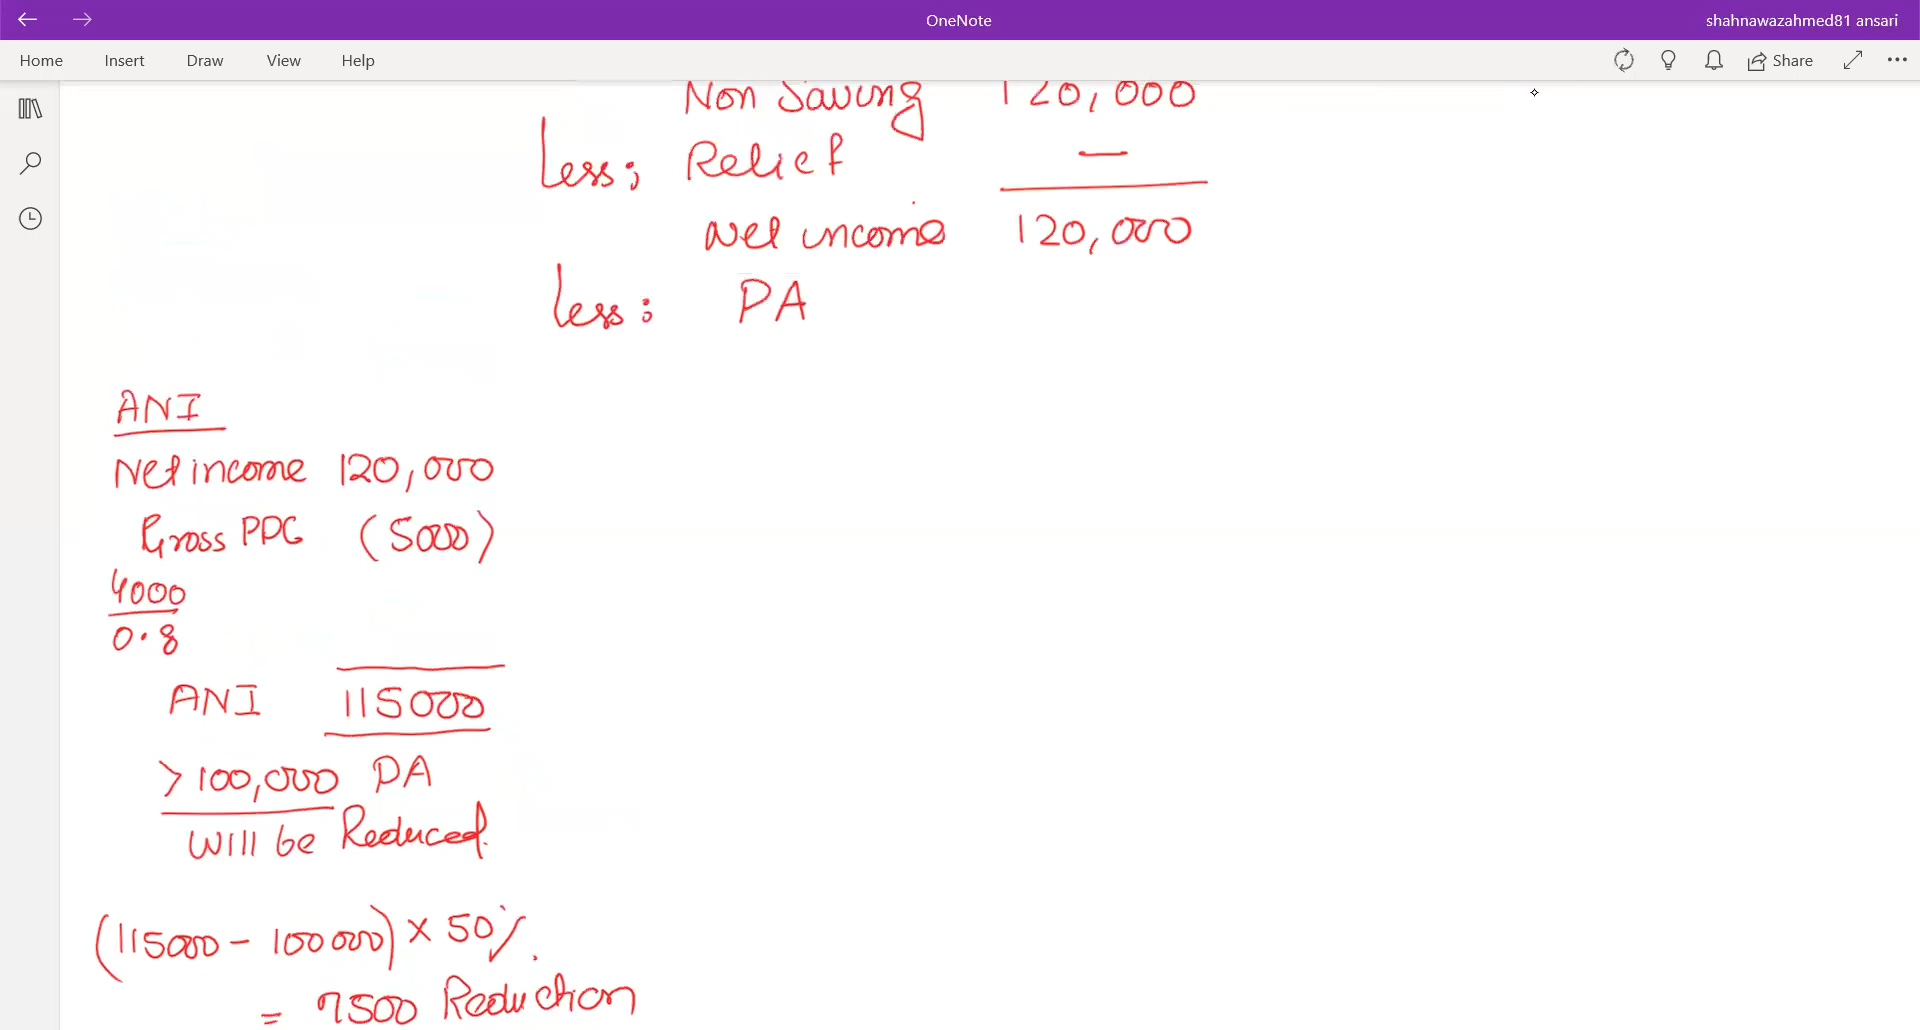 OneNote
shahnawazahmed81 ansari
Home Insert Draw View Help
Share
Non Saving 120,000
Less; Relief —
Net income 120,000
Less: PA
ANI
Net income 120,000
Gross PPC (5000)
4000
0.8
ANI 115000
>100,000 PA
will be Reduced
(115000 - 100000) × 50%.
= 7500 Reduction